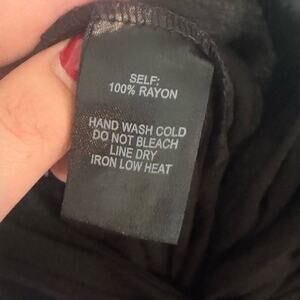 SELF:
100% RAYON
HAND WASH COLD
DO NOT BLEACH
LINE DRY
IRON LOW HEAT